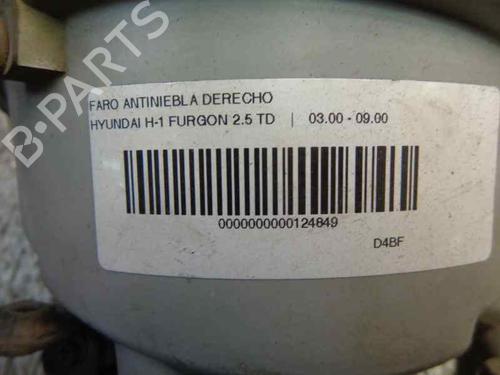 FARO ANTINIEBLA DERECHO
HYUNDAI H-1 FURGON 2.5 TD | 03.00 - 09.00
0000000000124849
D4BF
B-PARTS